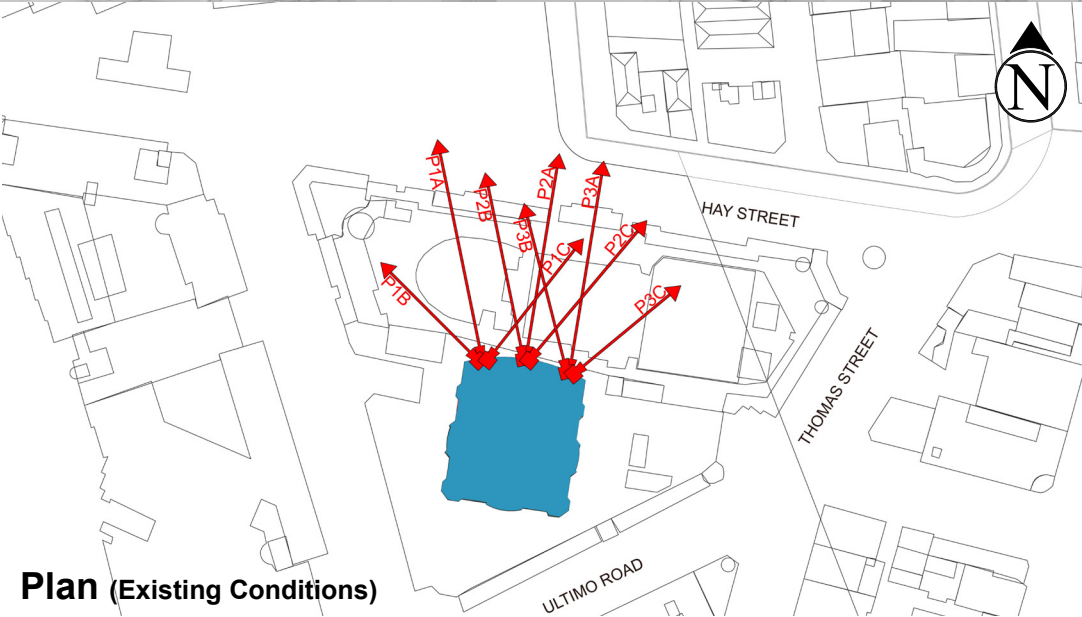 N
P1A
P2B
P2A
P3A
P3B
P1C
P2C
P1B
P3C
HAY STREET
THOMAS STREET
ULTIMO ROAD
Plan (Existing Conditions)